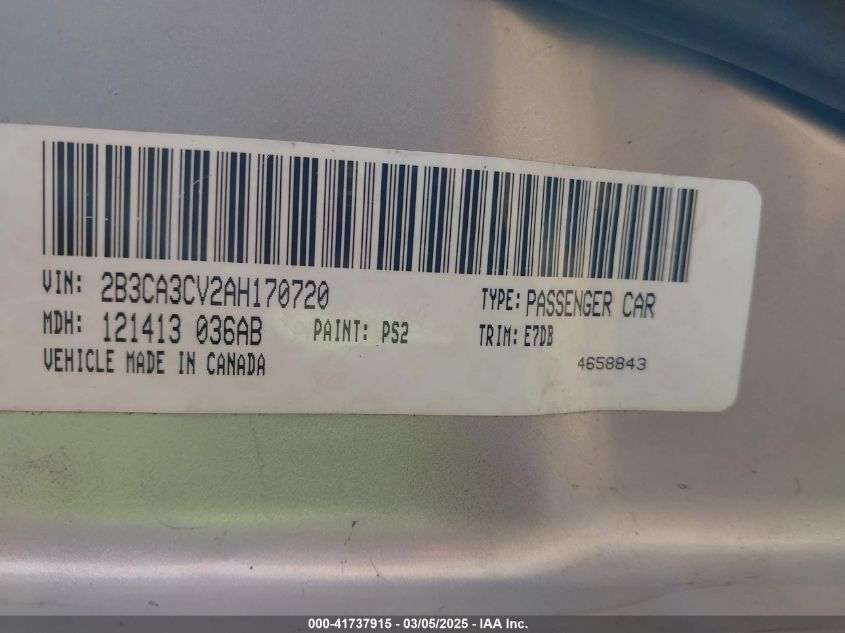 VIN: 2B3CA3CV2AH170720 TYPE: PASSENGER CAR
MDH: 121413 036AB PAINT: PS2 TRIM: E7DB
VEHICLE MADE IN CANADA 4658843
000-41737915 - 03/05/2025 - IAA Inc.